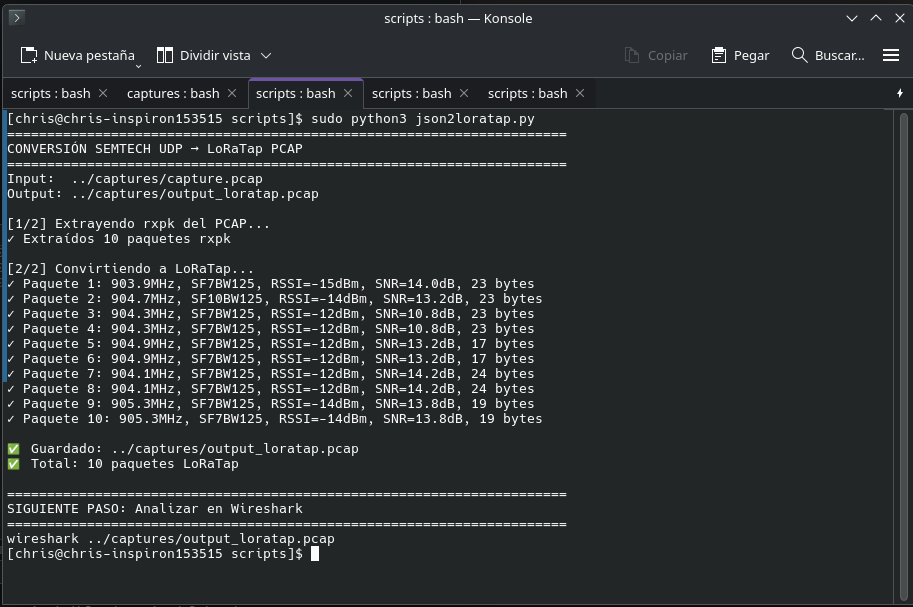 scripts : bash — Konsole
Nueva pestaña
Dividir vista
Copiar
Pegar
Buscar...
scripts : bash
captures : bash
scripts : bash
scripts : bash
scripts : bash
[chris@chris-inspiron153515 scripts]$ sudo python3 json2loratap.py
======================================================================
CONVERSIÓN SEMTECH UDP → LoRaTap PCAP
======================================================================
Input:  ../captures/capture.pcap
Output: ../captures/output_loratap.pcap
[1/2] Extrayendo rxpk del PCAP...
✓ Extraídos 10 paquetes rxpk
[2/2] Convirtiendo a LoRaTap...
✓ Paquete 1: 903.9MHz, SF7BW125, RSSI=-15dBm, SNR=14.0dB, 23 bytes
✓ Paquete 2: 904.7MHz, SF10BW125, RSSI=-14dBm, SNR=13.2dB, 23 bytes
✓ Paquete 3: 904.3MHz, SF7BW125, RSSI=-12dBm, SNR=10.8dB, 23 bytes
✓ Paquete 4: 904.3MHz, SF7BW125, RSSI=-12dBm, SNR=10.8dB, 23 bytes
✓ Paquete 5: 904.9MHz, SF7BW125, RSSI=-12dBm, SNR=13.2dB, 17 bytes
✓ Paquete 6: 904.9MHz, SF7BW125, RSSI=-12dBm, SNR=13.2dB, 17 bytes
✓ Paquete 7: 904.1MHz, SF7BW125, RSSI=-12dBm, SNR=14.2dB, 24 bytes
✓ Paquete 8: 904.1MHz, SF7BW125, RSSI=-12dBm, SNR=14.2dB, 24 bytes
✓ Paquete 9: 905.3MHz, SF7BW125, RSSI=-14dBm, SNR=13.8dB, 19 bytes
✓ Paquete 10: 905.3MHz, SF7BW125, RSSI=-14dBm, SNR=13.8dB, 19 bytes
✅ Guardado: ../captures/output_loratap.pcap
✅ Total: 10 paquetes LoRaTap
======================================================================
SIGUIENTE PASO: Analizar en Wireshark
======================================================================
wireshark ../captures/output_loratap.pcap
[chris@chris-inspiron153515 scripts]$